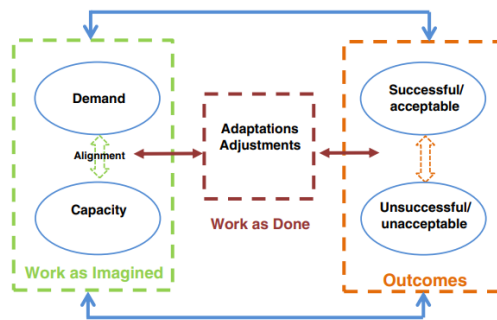 Demand
Alignment
Capacity
Work as Imagined
Adaptations
Adjustments
Work as Done
Successful/
acceptable
Unsuccessful/
unacceptable
Outcomes